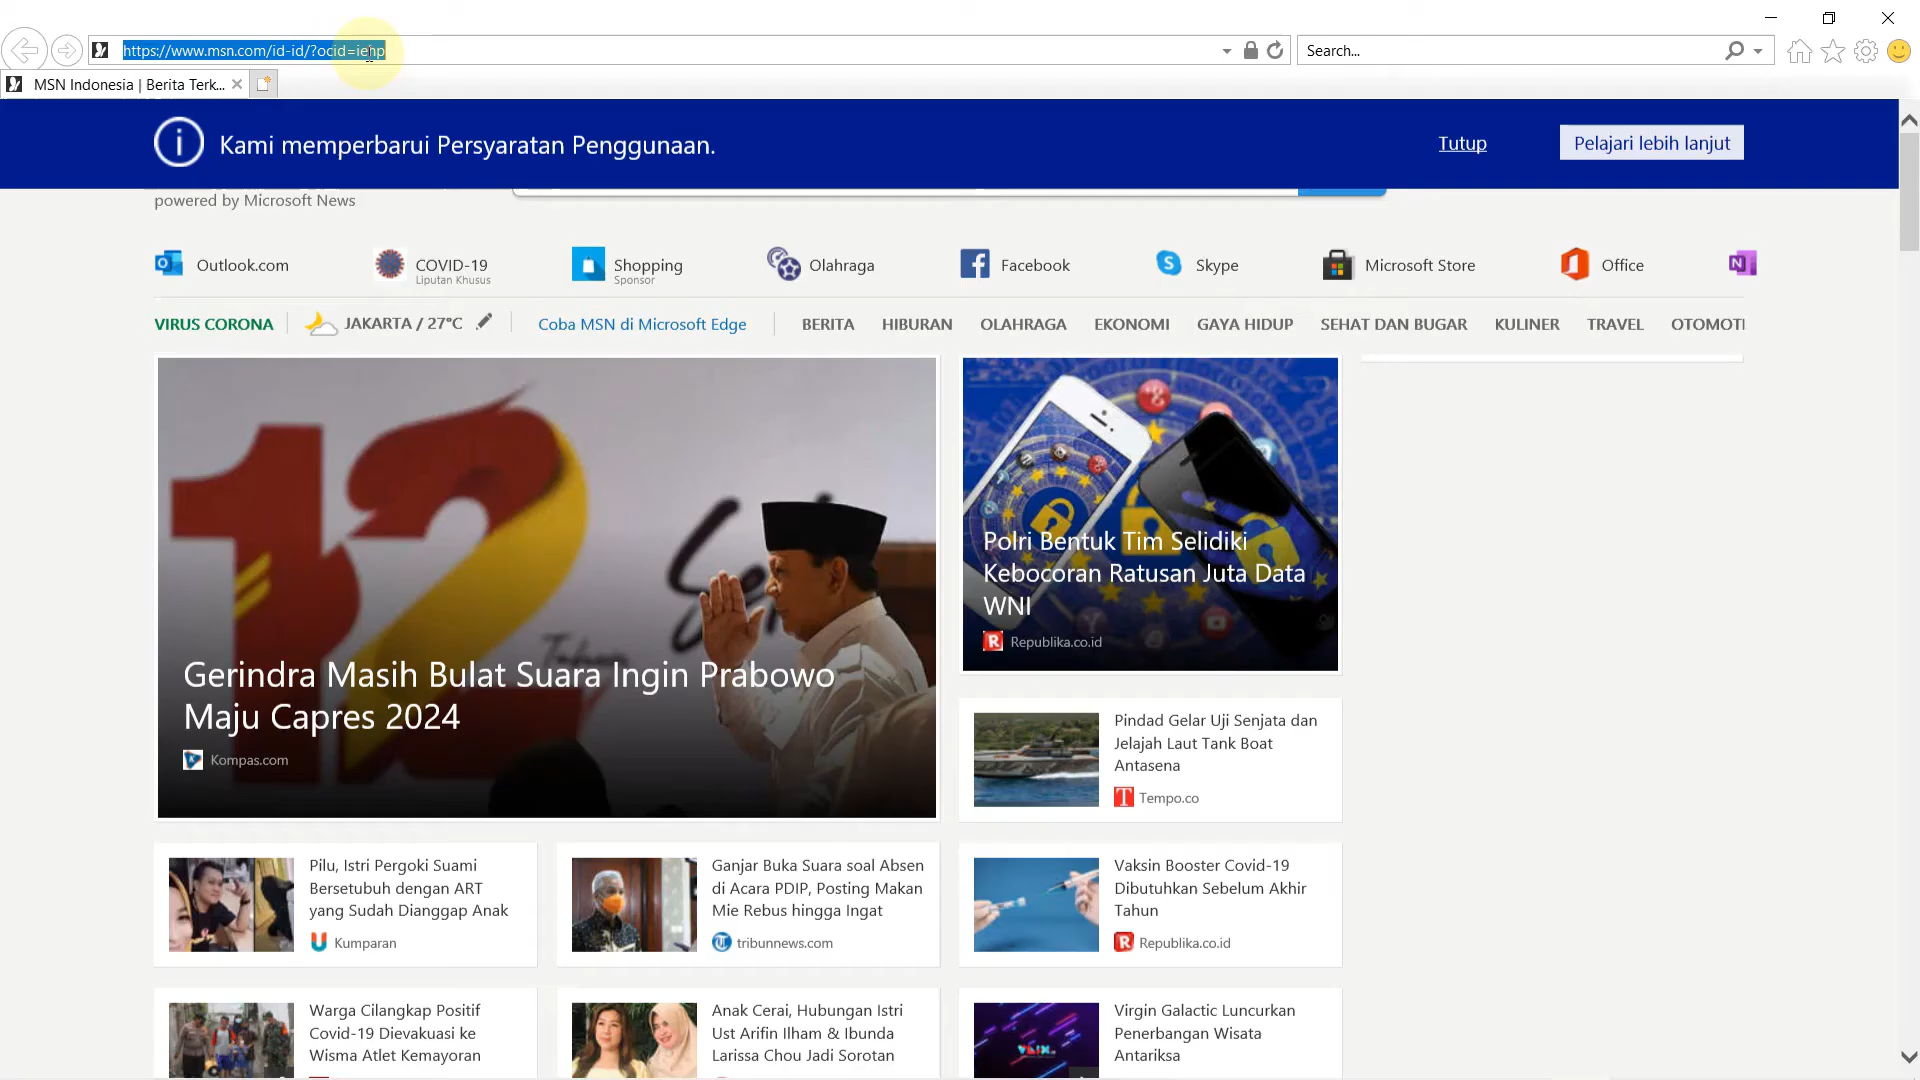 https://www.msn.com/id-id/?ocid=iehp
Search...
MSN Indonesia | Berita Terk...
Kami memperbarui Persyaratan Penggunaan.
Tutup
Pelajari lebih lanjut
powered by Microsoft News
Outlook.com
COVID-19
Liputan Khusus
Shopping
Sponsor
Olahraga
Facebook
Skype
Microsoft Store
Office
VIRUS CORONA
JAKARTA / 27°C
Coba MSN di Microsoft Edge
BERITA
HIBURAN
OLAHRAGA
EKONOMI
GAYA HIDUP
SEHAT DAN BUGAR
KULINER
TRAVEL
OTOMOTI
12
Gerindra Masih Bulat Suara Ingin Prabowo
Maju Capres 2024
Kompas.com
Polri Bentuk Tim Selidiki
Kebocoran Ratusan Juta Data
WNI
Republika.co.id
Pindad Gelar Uji Senjata dan
Jelajah Laut Tank Boat
Antasena
Tempo.co
Pilu, Istri Pergoki Suami
Bersetubuh dengan ART
yang Sudah Dianggap Anak
Kumparan
Ganjar Buka Suara soal Absen
di Acara PDIP, Posting Makan
Mie Rebus hingga Ingat
tribunnews.com
Vaksin Booster Covid-19
Dibutuhkan Sebelum Akhir
Tahun
Republika.co.id
Warga Cilangkap Positif
Covid-19 Dievakuasi ke
Wisma Atlet Kemayoran
Anak Cerai, Hubungan Istri
Ust Arifin Ilham & Ibunda
Larissa Chou Jadi Sorotan
Virgin Galactic Luncurkan
Penerbangan Wisata
Antariksa